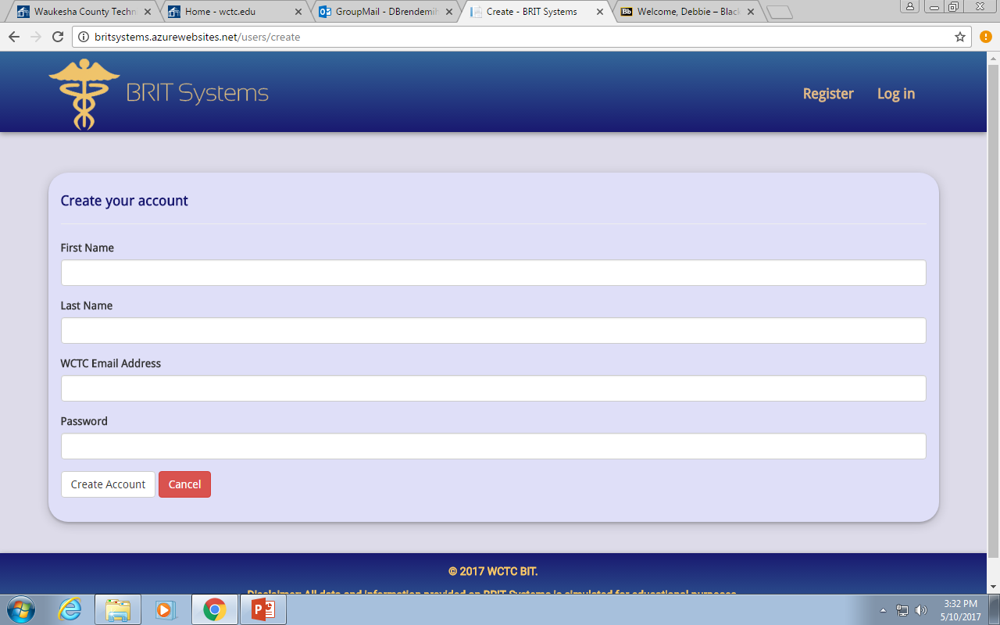 Waukesha County Techn
Home - wctc.edu
GroupMail - DBrendemih
Create - BRIT Systems
Bb Welcome, Debbie – Black
britsystems.azurewebsites.net/users/create
BRIT Systems
Register Log in
Create your account
First Name
Last Name
WCTC Email Address
Password
Create Account Cancel
© 2017 WCTC BIT.
Disclaimer: All data and information provided on BRIT Systems is simulated for educational purposes.
3:32 PM
5/10/2017